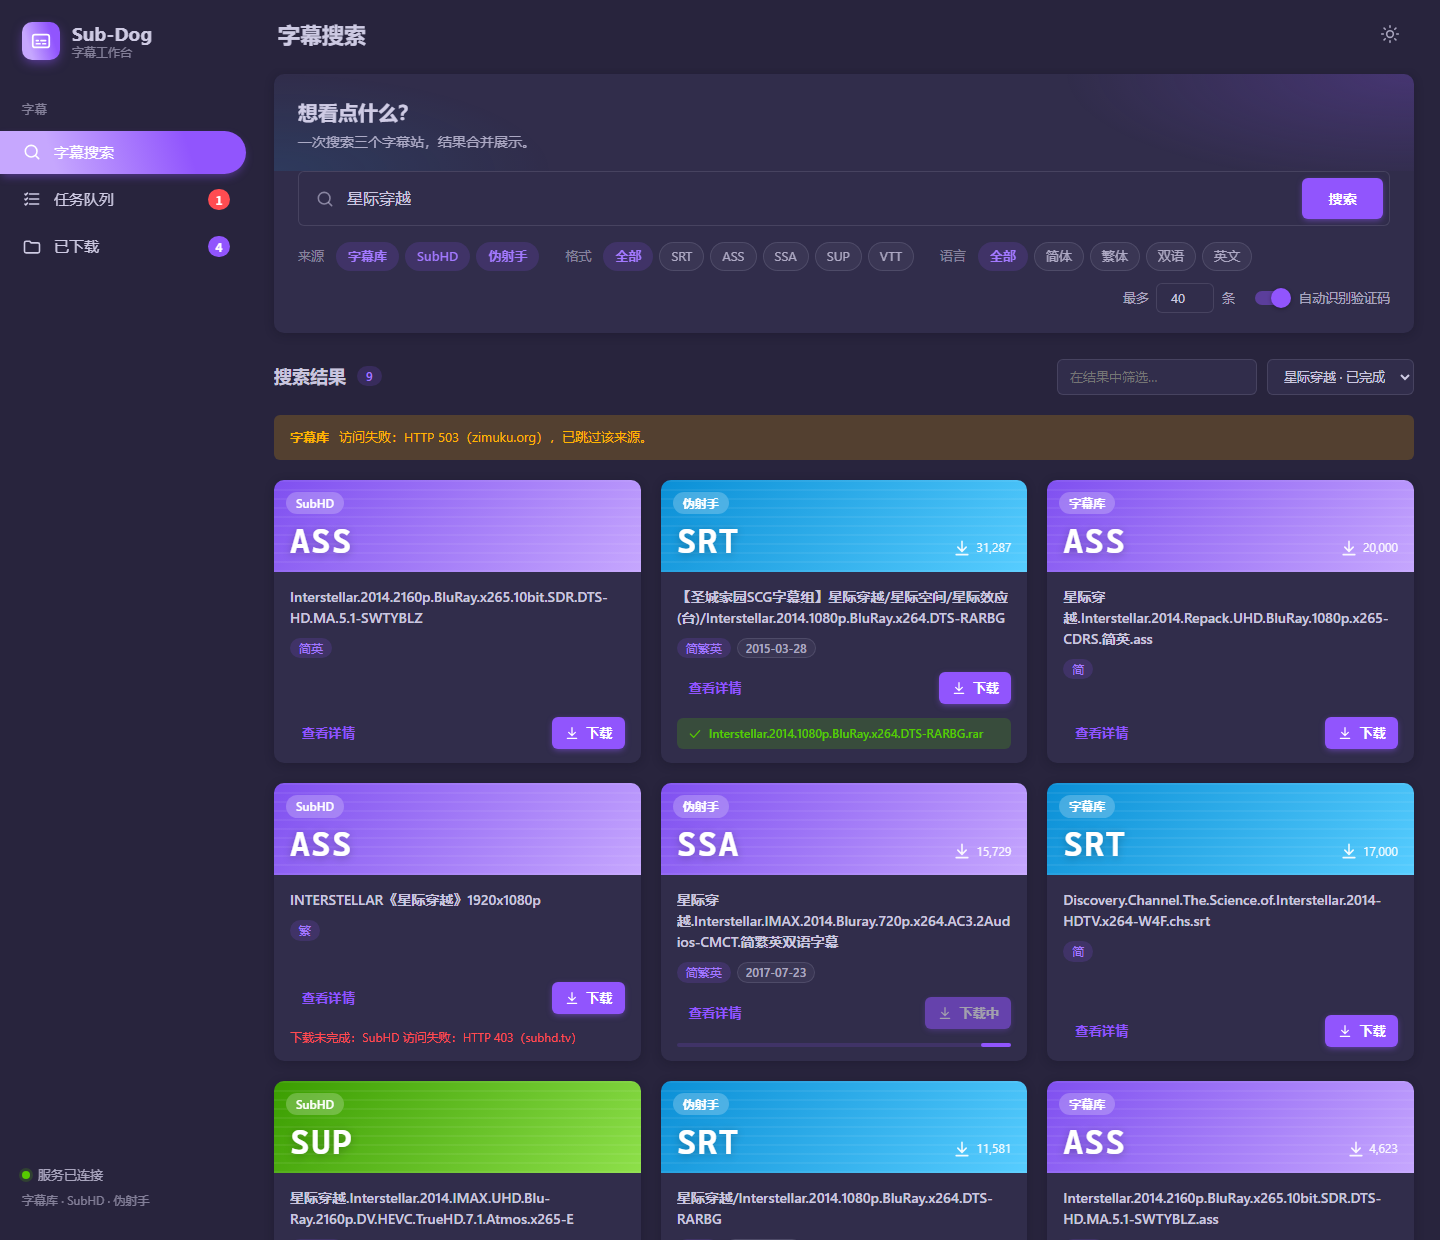 Sub-Dog
字幕工作台
字幕
字幕搜索
任务队列 1
已下载 4
服务已连接
字幕库 · SubHD · 伪射手
字幕搜索
想看点什么?
一次搜索三个字幕站，结果合并展示。
星际穿越 搜索
来源 字幕库 SubHD 伪射手 格式 全部 SRT ASS SSA SUP VTT 语言 全部 简体 繁体 双语 英文
最多 40 条 自动识别验证码
搜索结果 9 在结果中筛选... 星际穿越 · 已完成
字幕库 访问失败：HTTP 503（zimuku.org），已跳过该来源。
SubHD
ASS
Interstellar.2014.2160p.BluRay.x265.10bit.SDR.DTS-
HD.MA.5.1-SWTYBLZ
简英
查看详情 下载
伪射手
SRT 31,287
【圣城家园SCG字幕组】星际穿越/星际空间/星际效应
(台)/Interstellar.2014.1080p.BluRay.x264.DTS-RARBG
简繁英 2015-03-28
查看详情 下载
Interstellar.2014.1080p.BluRay.x264.DTS-RARBG.rar
字幕库
ASS 20,000
星际穿
越.Interstellar.2014.Repack.UHD.BluRay.1080p.x265-
CDRS.简英.ass
简
查看详情 下载
SubHD
ASS
INTERSTELLAR《星际穿越》1920x1080p
繁
查看详情 下载
下载未完成：SubHD 访问失败：HTTP 403（subhd.tv）
伪射手
SSA 15,729
星际穿
越.Interstellar.IMAX.2014.Bluray.720p.x264.AC3.2Aud
ios-CMCT.简繁英双语字幕
简繁英 2017-07-23
查看详情 下载中
字幕库
SRT 17,000
Discovery.Channel.The.Science.of.Interstellar.2014-
HDTV.x264-W4F.chs.srt
简
查看详情 下载
SubHD
SUP
星际穿越.Interstellar.2014.IMAX.UHD.Blu-
Ray.2160p.DV.HEVC.TrueHD.7.1.Atmos.x265-E
伪射手
SRT 11,581
星际穿越/Interstellar.2014.1080p.BluRay.x264.DTS-
RARBG
字幕库
ASS 4,623
Interstellar.2014.2160p.BluRay.x265.10bit.SDR.DTS-
HD.MA.5.1-SWTYBLZ.ass